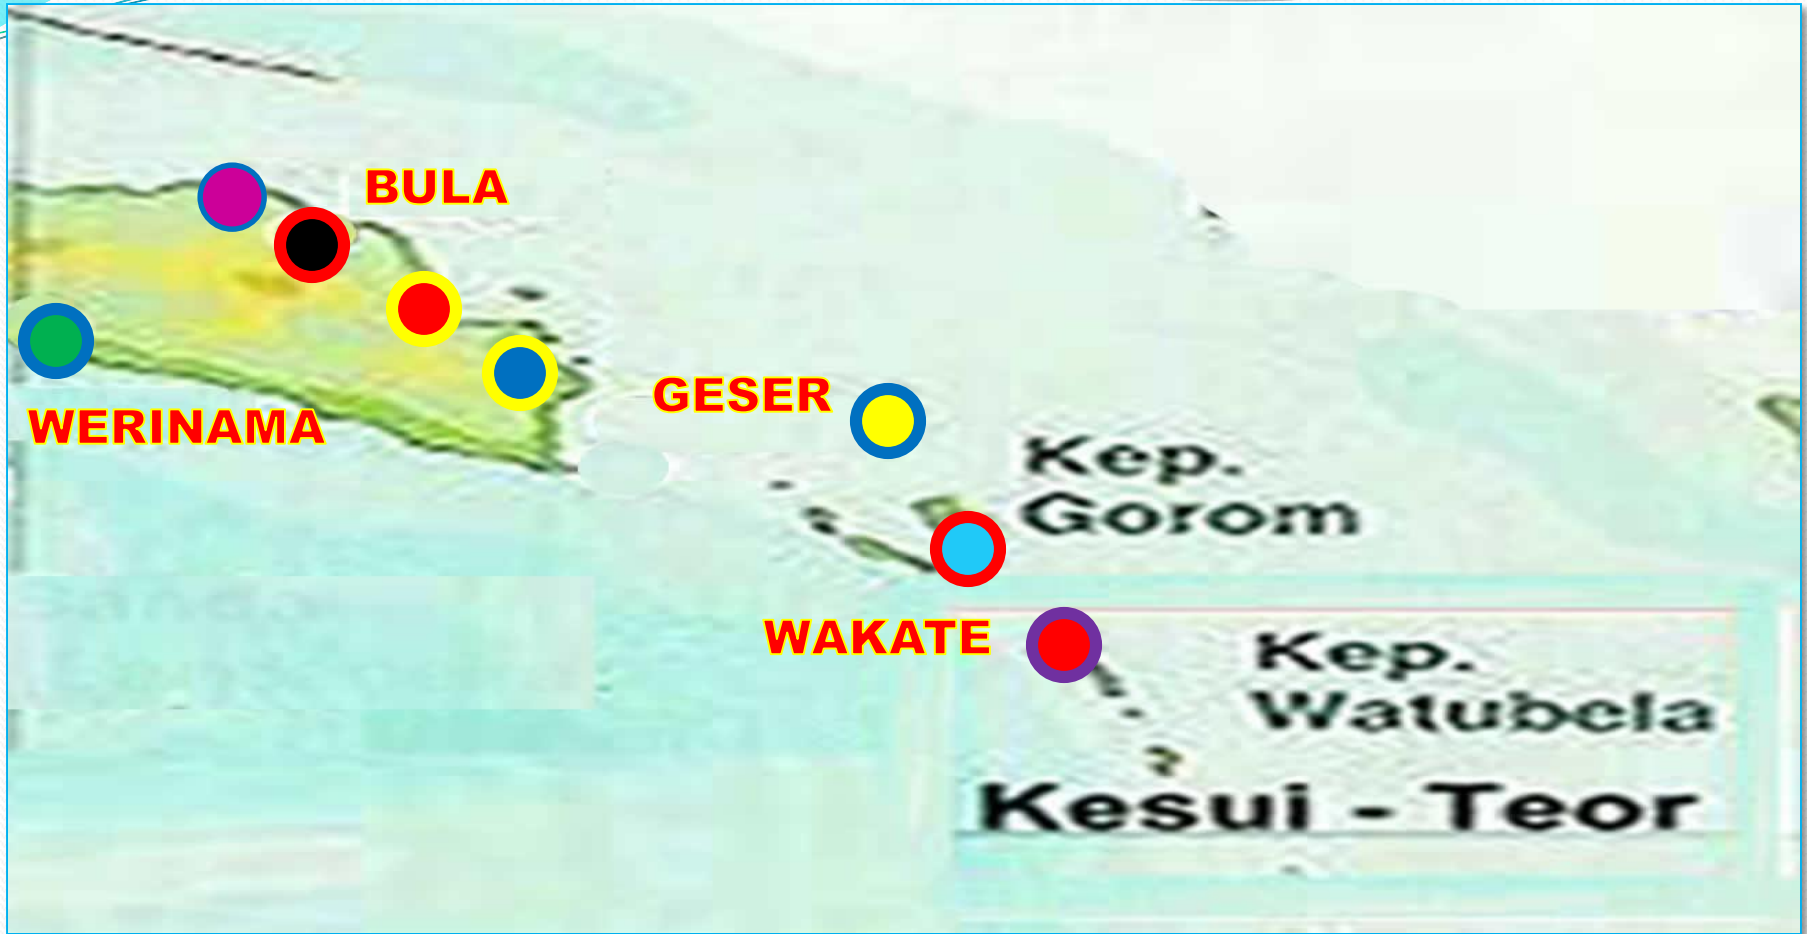 BULA
GESER
WERINAMA
Kep.
Gorom
WAKATE
Kep.
Watubela
Kesui - Teor